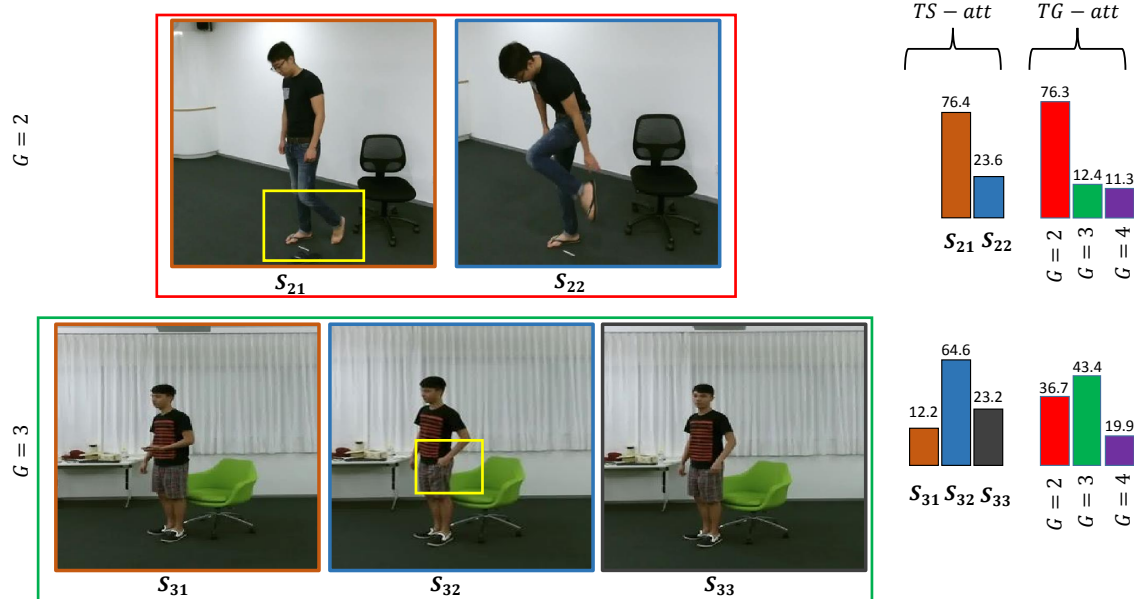 TS − att TG − att
G = 2
76.4
23.6
76.3
12.4
11.3
S21 S22
G = 2
G = 3
G = 4
S21
S22
G = 3
12.2
64.6
23.2
36.7
43.4
19.9
S31 S32 S33
G = 2
G = 3
G = 4
S31
S32
S33